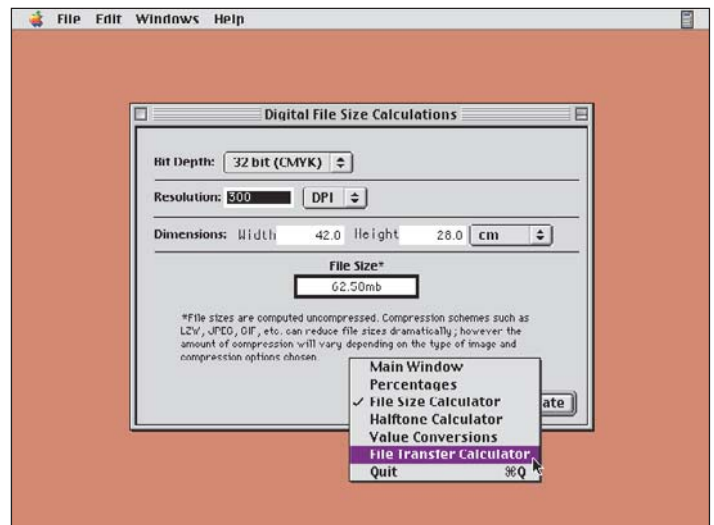 File Edit Windows Help
Digital File Size Calculations
Bit Depth: 32 bit (CMYK)
Resolution: 300 DPI
Dimensions: Width 42.0 Height 28.0 cm
File Size*
62.50mb
*File sizes are computed uncompressed. Compression schemes such as
LZW, JPEG, GIF, etc. can reduce file sizes dramatically; however the
amount of compression will vary depending on the type of image and
compression options chosen.
Main Window
Percentages
✓ File Size Calculator
ate
Halftone Calculator
Value Conversions
File Transfer Calculator
Quit ⌘Q